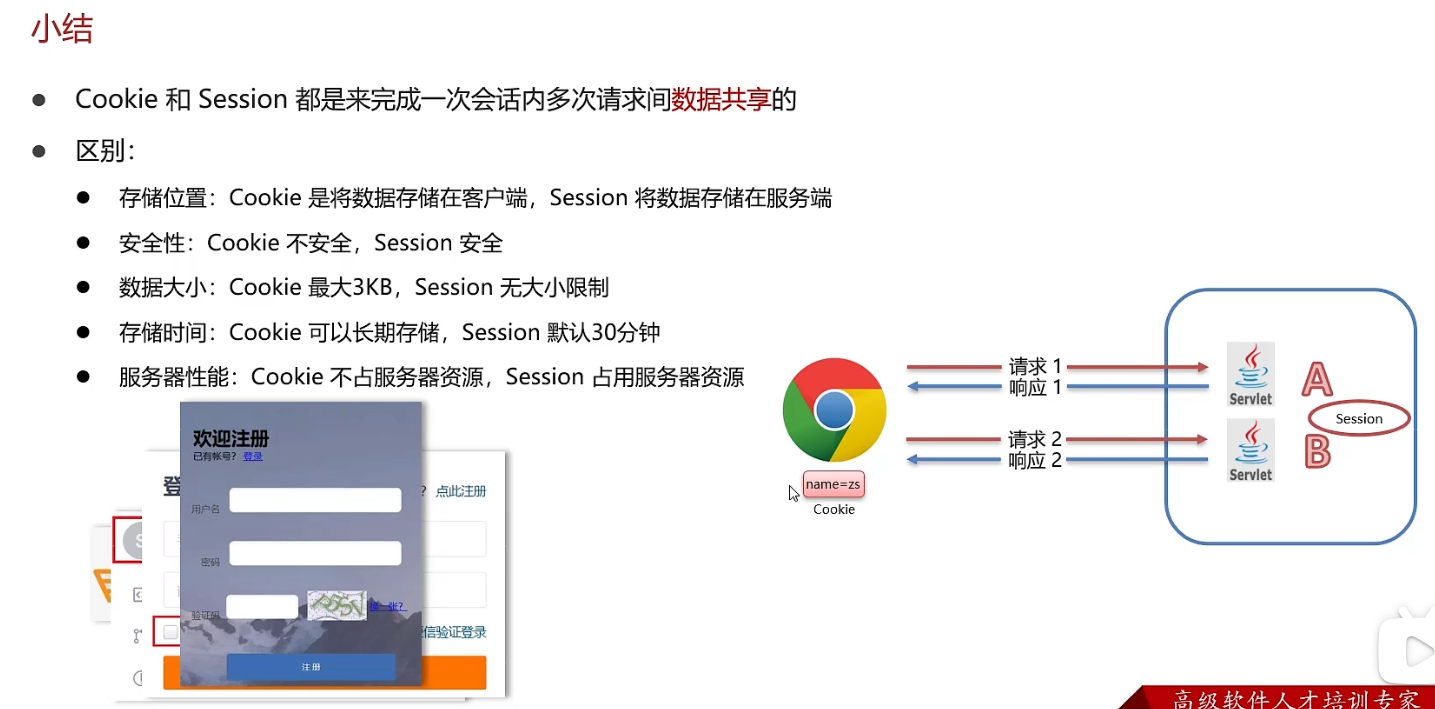 小结
Cookie 和 Session 都是来完成一次会话内多次请求间数据共享的
区别：
存储位置：Cookie 是将数据存储在客户端，Session 将数据存储在服务端
安全性：Cookie 不安全，Session 安全
数据大小：Cookie 最大3KB，Session 无大小限制
存储时间：Cookie 可以长期存储，Session 默认30分钟
服务器性能：Cookie 不占服务器资源，Session 占用服务器资源
请求 1
响应 1
Servlet
A
Session
请求 2
响应 2
Servlet
B
name=zs
Cookie
欢迎注册
已有帐号？ 登录
登
？ 点此注册
用户名
密码
验证码
换一张？
信验证登录
注册
高级软件人才培训专家